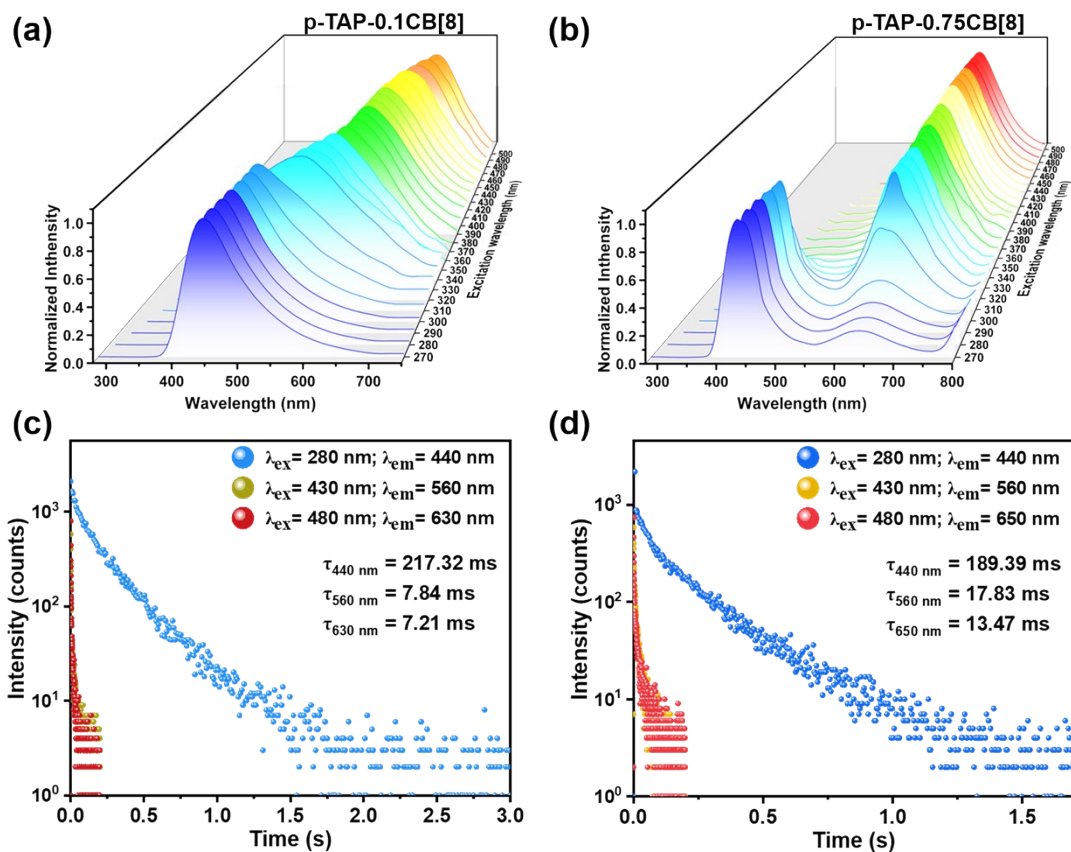 (a)
p-TAP-0.1CB[8]
Normalized Inthensity
1.0
0.8
0.6
0.4
0.2
0.0
300 400 500 600 700
Wavelength (nm)
500
490
480
470
460
450
440
430
420
410
390
380
370
360
350
330
320
310
300
290
280
270
Excitation wavelength (nm)
(b)
p-TAP-0.75CB[8]
Normalized Inthensity
1.0
0.8
0.6
0.4
0.2
0.0
300 400 500 600 700 800
Wavelength (nm)
500
490
480
470
460
450
440
430
420
410
390
380
370
360
350
330
320
310
300
290
280
270
Excitation wavelength (nm)
(c)
λex= 280 nm; λem= 440 nm
λex= 430 nm; λem= 560 nm
λex= 480 nm; λem= 630 nm
τ440 nm = 217.32 ms
τ560 nm = 7.84 ms
τ630 nm = 7.21 ms
Intensity (counts)
10³
10²
10¹
10⁰
0.0 0.5 1.0 1.5 2.0 2.5 3.0
Time (s)
(d)
λex= 280 nm; λem= 440 nm
λex= 430 nm; λem= 560 nm
λex= 480 nm; λem= 650 nm
τ440 nm = 189.39 ms
τ560 nm = 17.83 ms
τ650 nm = 13.47 ms
Intensity (counts)
10³
10²
10¹
10⁰
0.0 0.5 1.0 1.5
Time (s)